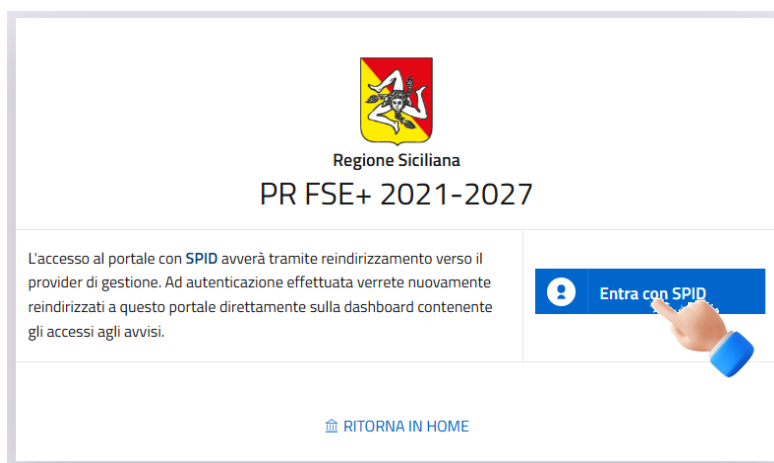 Regione Siciliana
PR FSE+ 2021-2027
L'accesso al portale con SPID avverà tramite reindirizzamento verso il
provider di gestione. Ad autenticazione effettuata verrete nuovamente
reindirizzati a questo portale direttamente sulla dashboard contenente
gli accessi agli avvisi.
Entra con SPID
RITORNA IN HOME